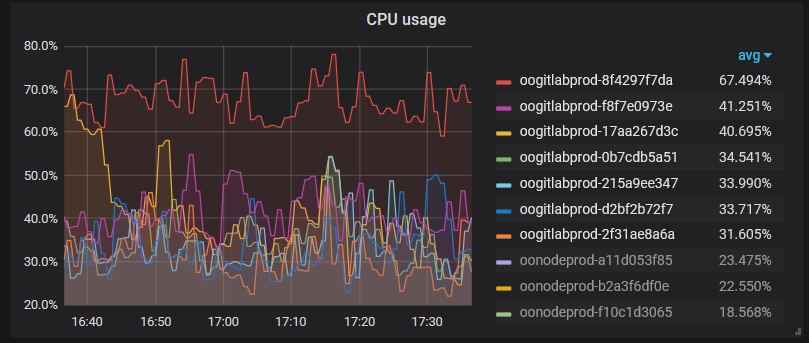 CPU usage
80.0%
70.0%
60.0%
50.0%
40.0%
30.0%
20.0%
16:40 16:50 17:00 17:10 17:20 17:30
avg
oogitlabprod-8f4297f7da 67.494%
oogitlabprod-f8f7e0973e 41.251%
oogitlabprod-17aa267d3c 40.695%
oogitlabprod-0b7cdb5a51 34.541%
oogitlabprod-215a9ee347 33.990%
oogitlabprod-d2bf2b72f7 33.717%
oogitlabprod-2f31ae8a6a 31.605%
oonodeprod-a11d053f85 23.475%
oonodeprod-b2a3f6df0e 22.550%
oonodeprod-f10c1d3065 18.568%